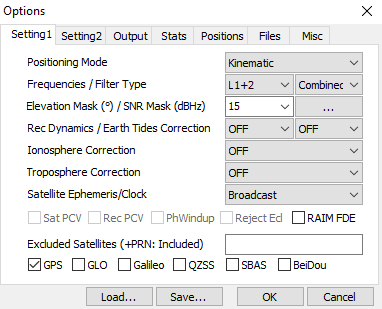 Options
Setting1 Setting2 Output Stats Positions Files Misc
Positioning Mode Kinematic
Frequencies / Filter Type L1+2 Combined
Elevation Mask (°) / SNR Mask (dBHz) 15 ...
Rec Dynamics / Earth Tides Correction OFF OFF
Ionosphere Correction OFF
Troposphere Correction OFF
Satellite Ephemeris/Clock Broadcast
Sat PCV Rec PCV PhWindup Reject Ecl RAIM FDE
Excluded Satellites (+PRN: Included)
GPS GLO Galileo QZSS SBAS BeiDou
Load... Save... OK Cancel